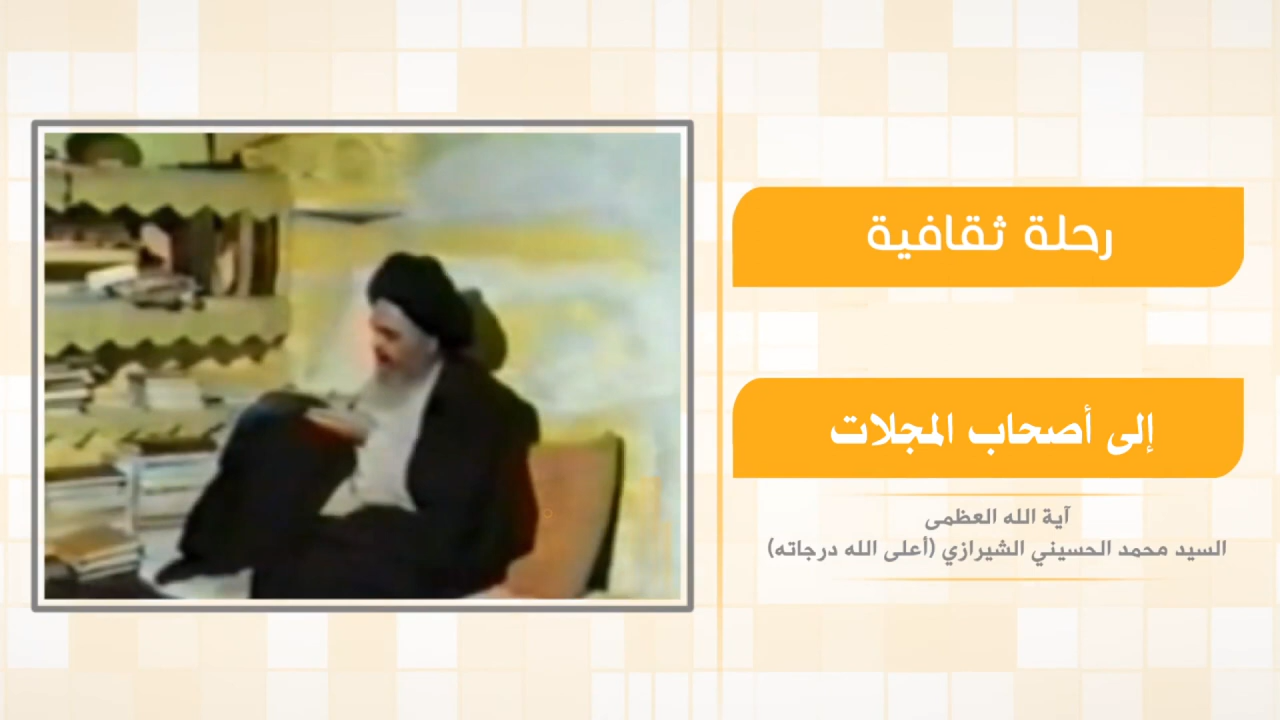 رحلة ثقافية
إلى أصحاب المجلات
آية الله العظمى
السيد محمد الحسيني الشيرازي (أعلى الله درجاته)